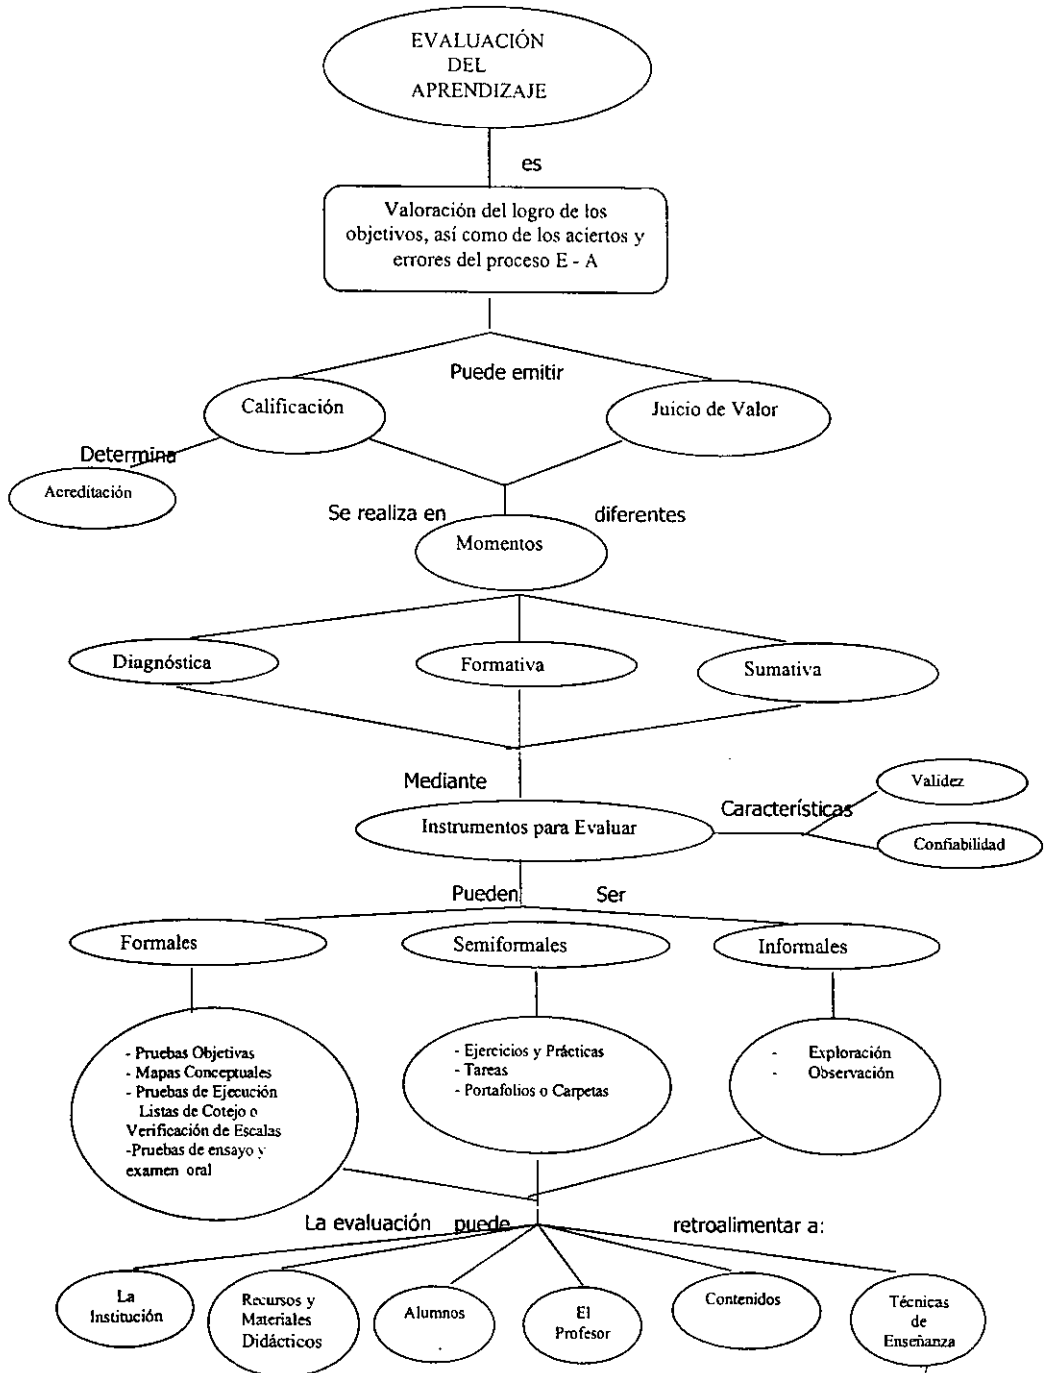 EVALUACIÓN
DEL
APRENDIZAJE
es
Valoración del logro de los
objetivos, así como de los aciertos y
errores del proceso E - A
Puede emitir
Calificación
Juicio de Valor
Determina
Acreditación
Se realiza en diferentes
Momentos
Diagnóstica
Formativa
Sumativa
Mediante
Instrumentos para Evaluar
Características
Validez
Confiabilidad
Pueden Ser
Formales
Semiformales
Informales
- Pruebas Objetivas
- Mapas Conceptuales
- Pruebas de Ejecución
Listas de Cotejo o
Verificación de Escalas
-Pruebas de ensayo y
examen oral
- Ejercicios y Prácticas
- Tareas
- Portafolios o Carpetas
- Exploración
- Observación
La evaluación puede retroalimentar a:
La
Institución
Recursos y
Materiales
Didácticos
Alumnos
El
Profesor
Contenidos
Técnicas
de
Enseñanza